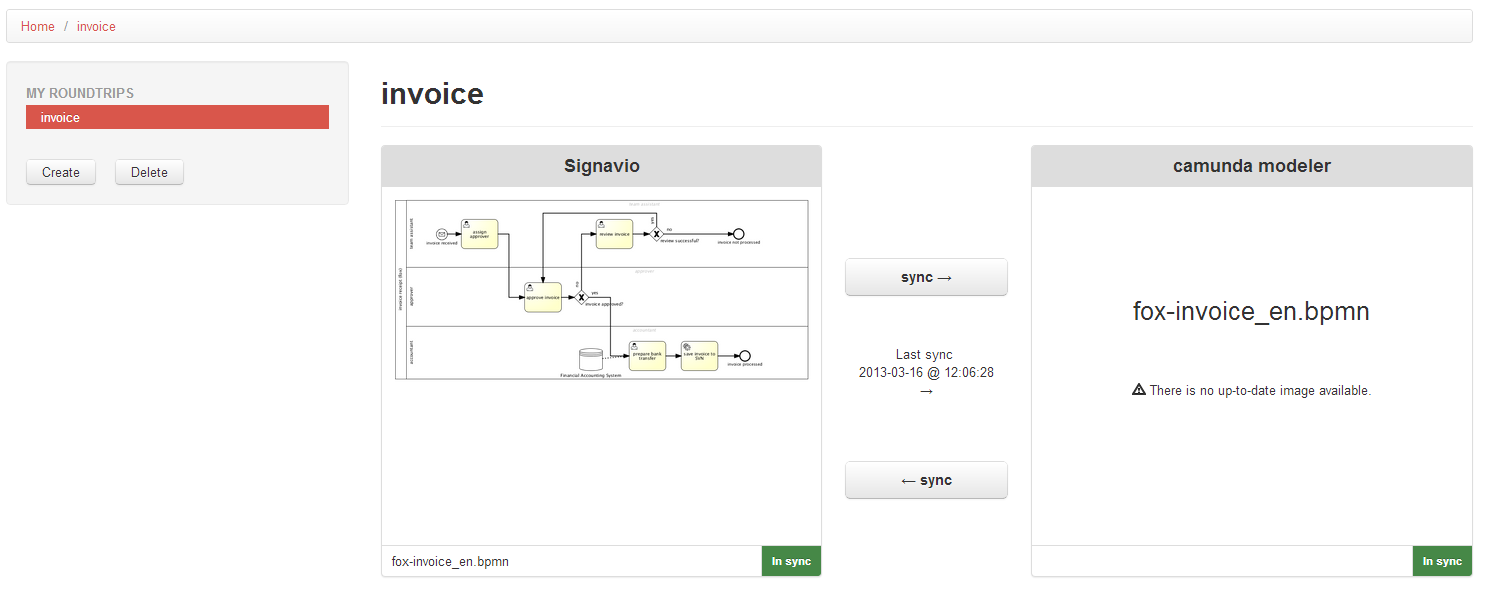 Home / invoice
MY ROUNDTRIPS
invoice
Create
Delete
invoice
Signavio
team assistant
team assistant
invoice received
assign
approver
review invoice
yes
no
review successful?
invoice not processed
invoice receipt (fox)
approver
approver
approve invoice
no
yes
invoice approved?
accountant
accountant
Financial Accounting System
prepare bank
transfer
save invoice to
SVN
invoice processed
fox-invoice_en.bpmn
In sync
sync →
Last sync
2013-03-16 @ 12:06:28
→
← sync
camunda modeler
fox-invoice_en.bpmn
There is no up-to-date image available.
In sync